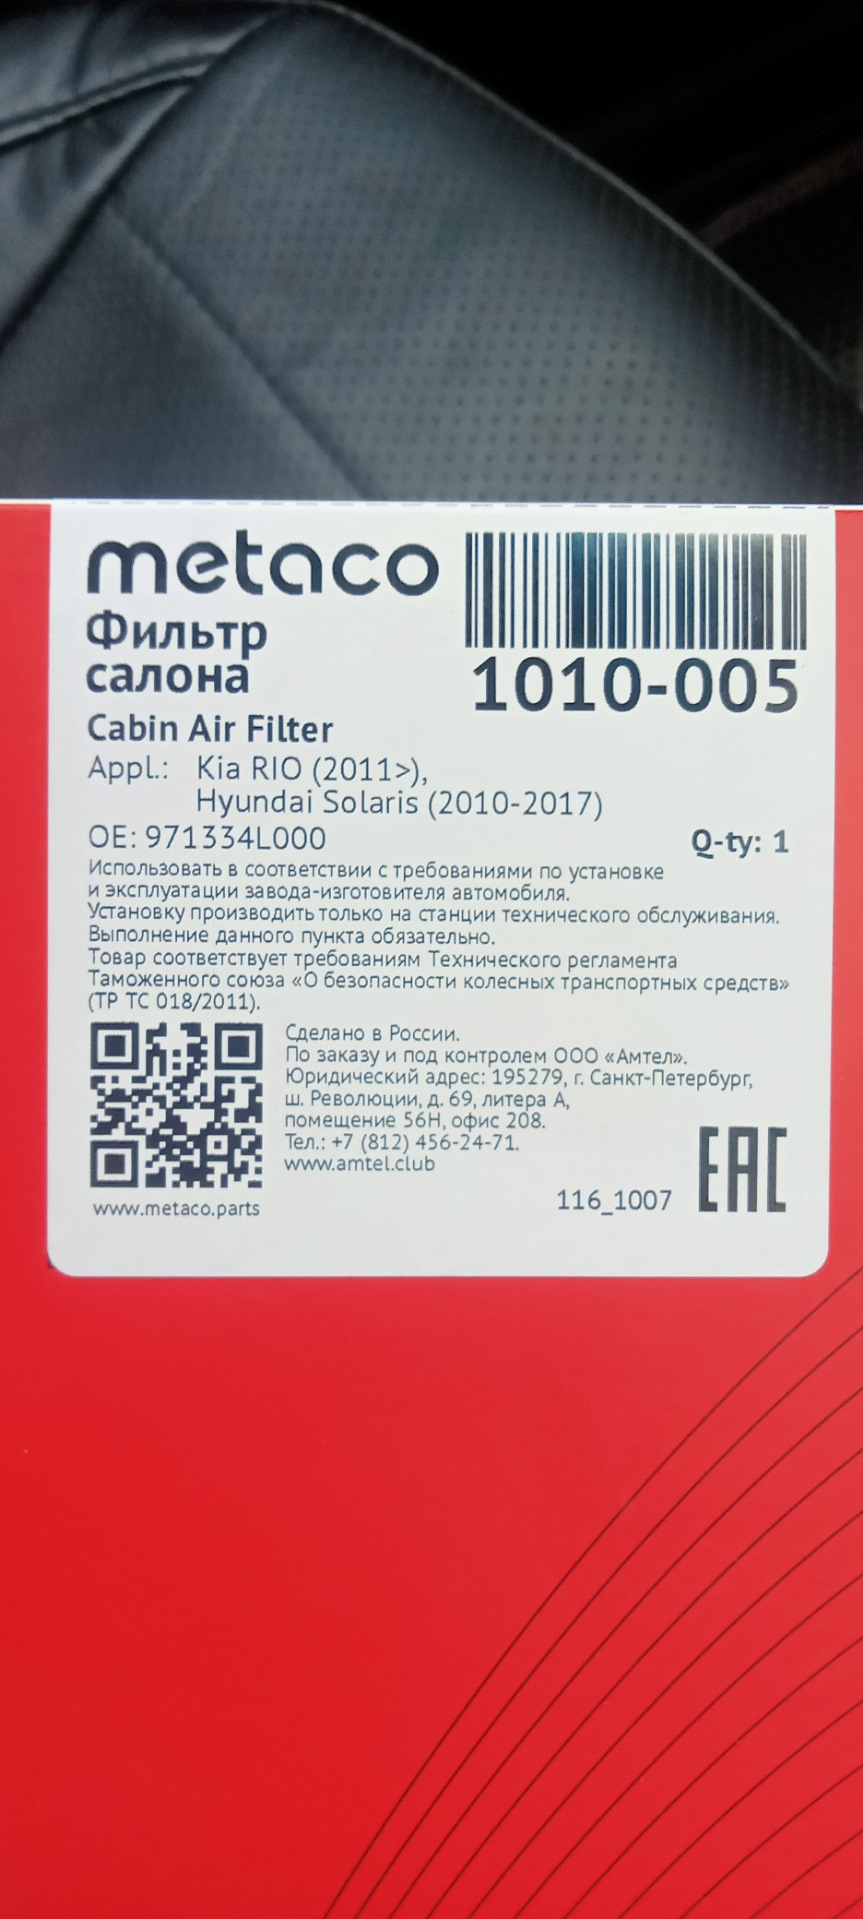 metaco
Фильтр
салона
1010-005
Cabin Air Filter
Appl.: Kia RIO (2011>),
Hyundai Solaris (2010-2017)
OE: 971334L000
Q-ty: 1
Использовать в соответствии с требованиями по установке
и эксплуатации завода-изготовителя автомобиля.
Установку производить только на станции технического обслуживания.
Выполнение данного пункта обязательно.
Товар соответствует требованиям Технического регламента
Таможенного союза «О безопасности колесных транспортных средств»
(ТР ТС 018/2011).
Сделано в России.
По заказу и под контролем ООО «Амтел».
Юридический адрес: 195279, г. Санкт-Петербург,
ш. Революции, д. 69, литера А,
помещение 56Н, офис 208.
Тел.: +7 (812) 456-24-71.
www.amtel.club
www.metaco.parts
116_1007
EAC